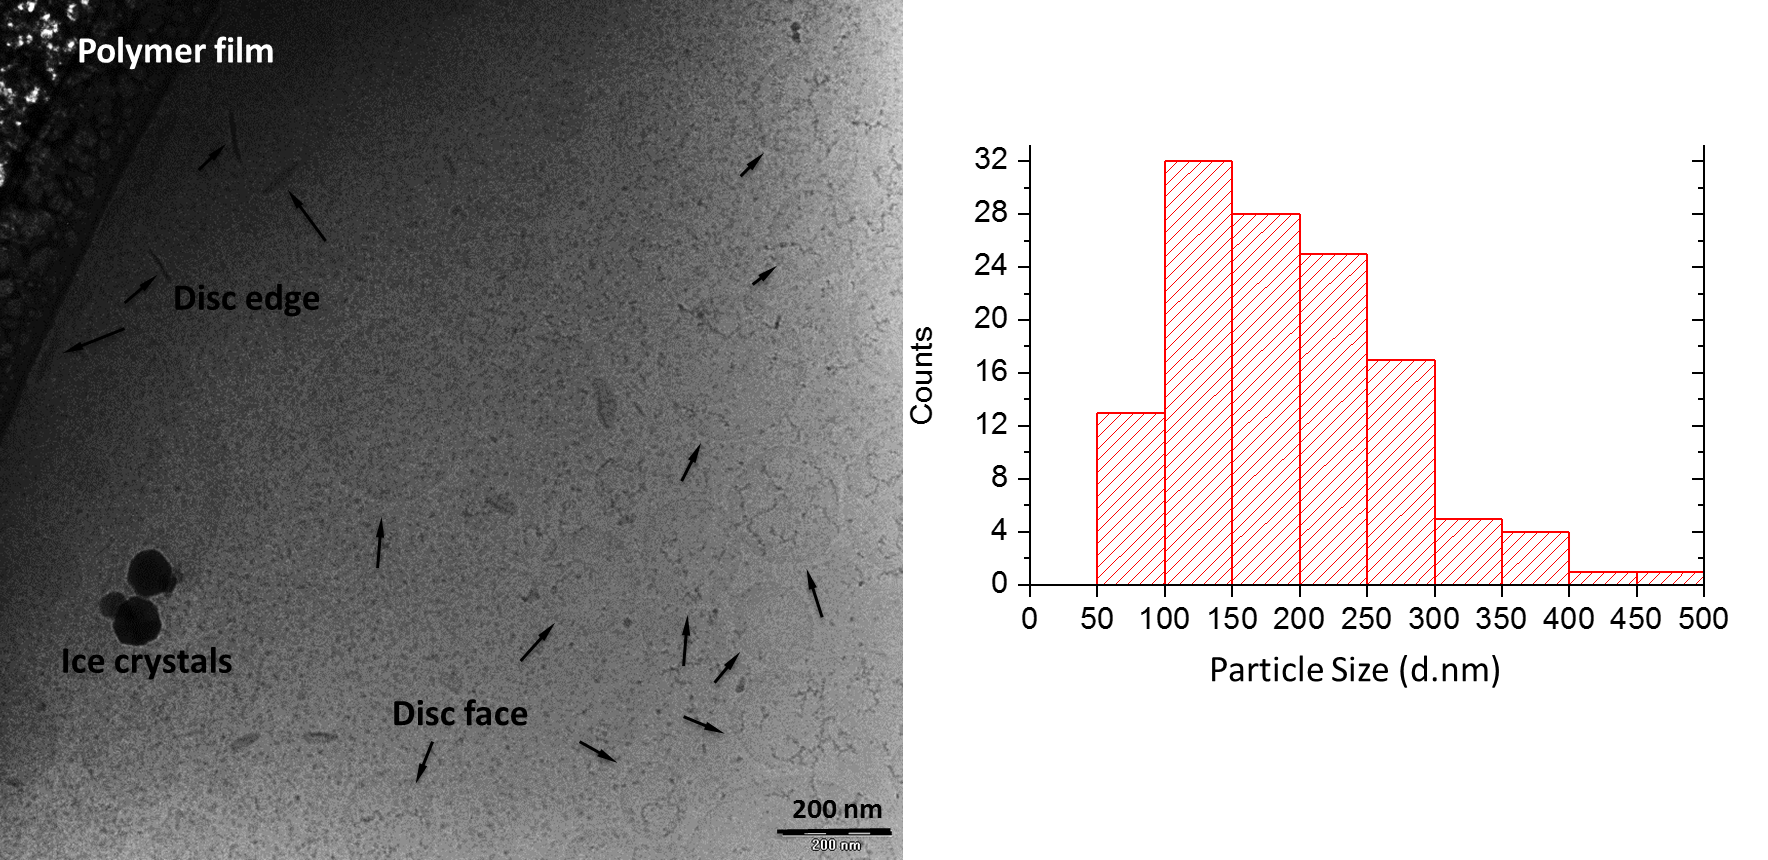 Polymer film
Disc edge
Ice crystals
Disc face
200 nm
200 nm
32
28
24
20
16
12
8
4
0
Counts
0 50 100 150 200 250 300 350 400 450 500
Particle Size (d.nm)